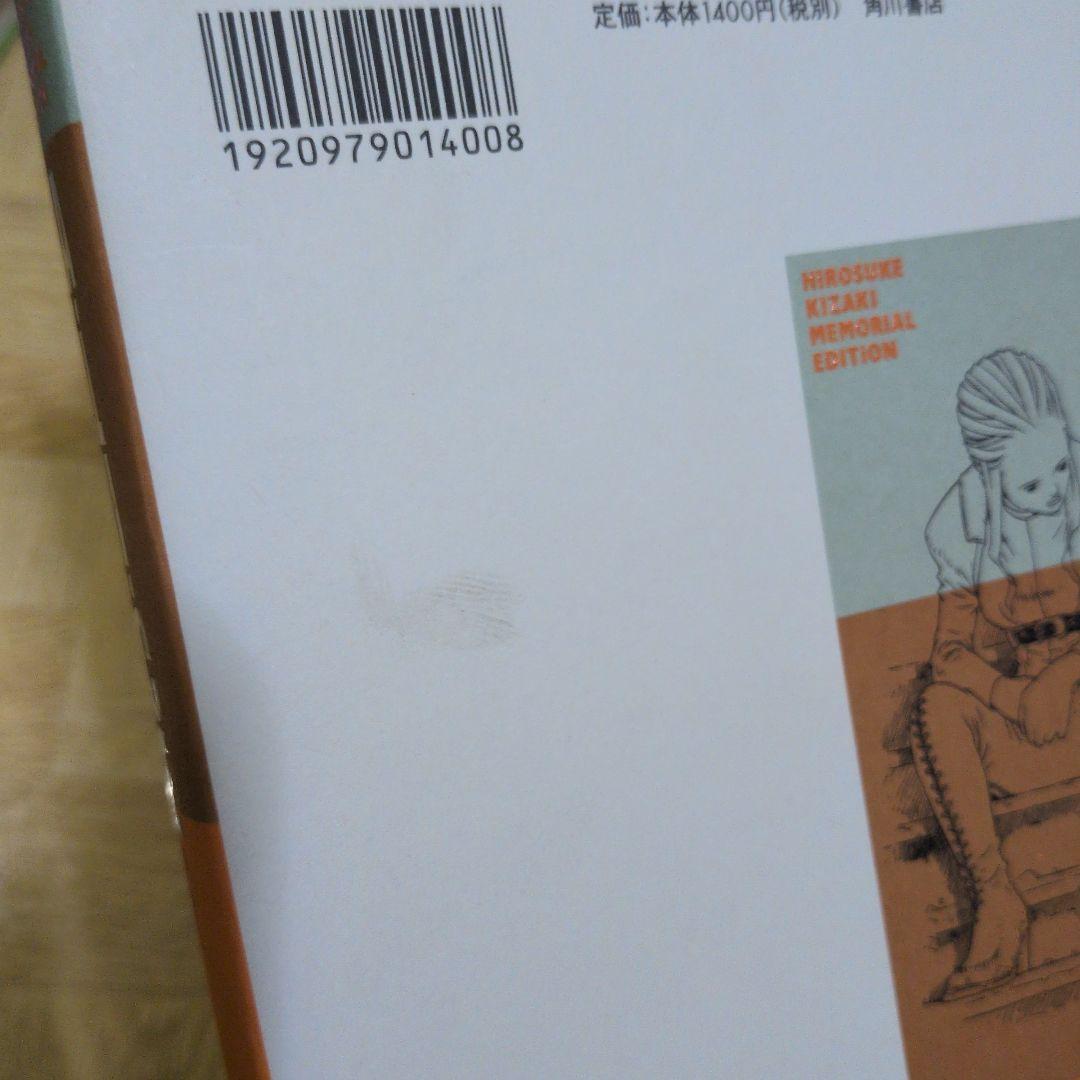 定価:本体1400円(税別) 角川書店
1920979014008
HIROSUKE
KIZAKI
MEMORIAL
EDITION